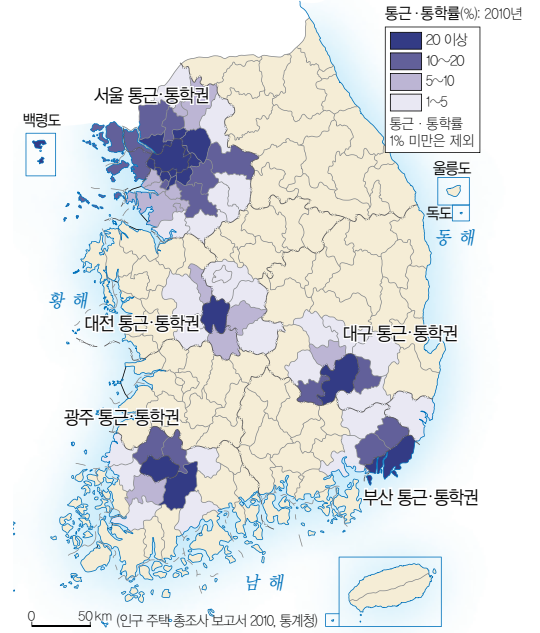 통근·통학률(%): 2010년
20 이상
10~20
5~10
1~5
통근·통학률
1% 미만은 제외
서울 통근·통학권
백령도
울릉도
독도
동해
황해
대전 통근·통학권
대구 통근·통학권
광주 통근·통학권
부산 통근·통학권
남해
0 50km
(인구 주택 총조사 보고서 2010, 통계청)